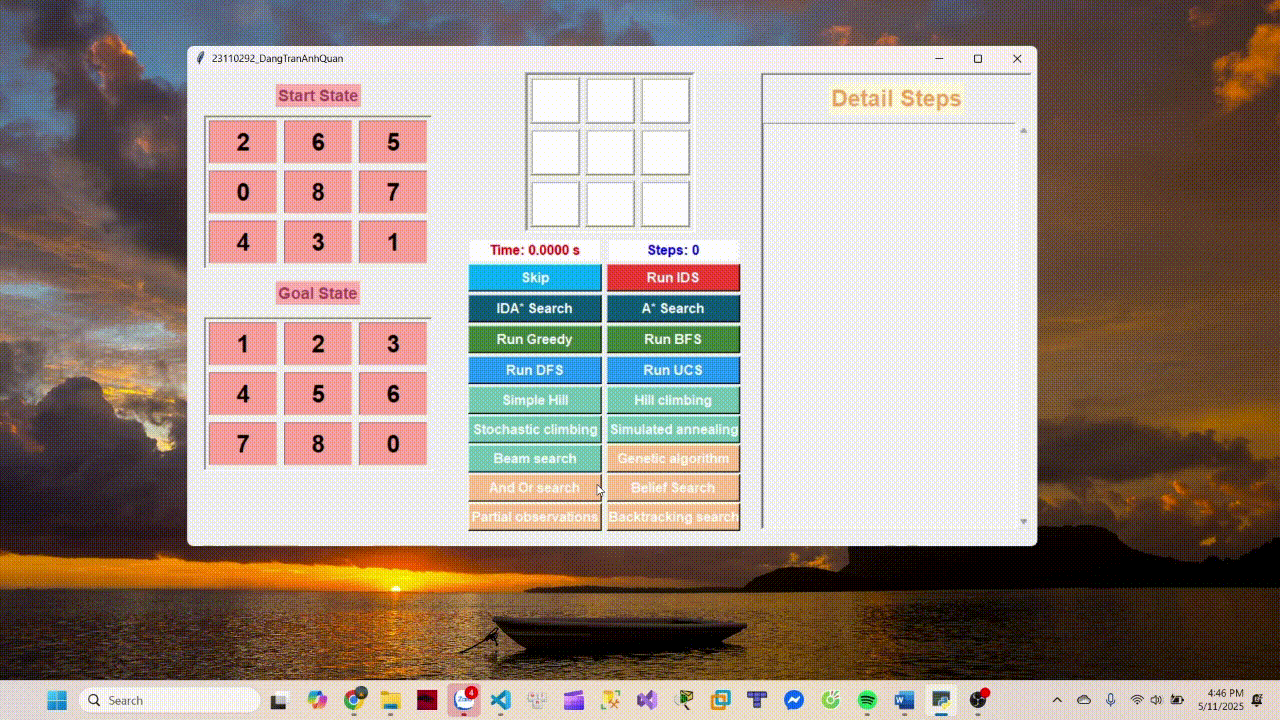 23110292_DangTranAnhQuan
Start State
2 6 5
0 8 7
4 3 1
Goal State
1 2 3
4 5 6
7 8 0
Time: 0.0000 s
Steps: 0
Skip
Run IDS
IDA* Search
A* Search
Run Greedy
Run BFS
Run DFS
Run UCS
Simple Hill
Hill climbing
Stochastic climbing
Simulated annealing
Beam search
Genetic algorithm
And Or search
Belief Search
Partial observations
Backtracking search
Detail Steps
Search
Zalo
4
4:46 PM
5/11/2025